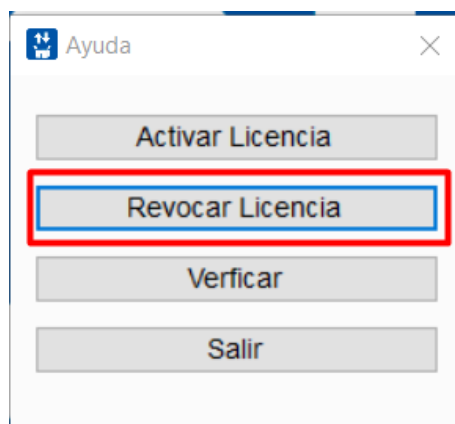 Ayuda
Activar Licencia
Revocar Licencia
Verficar
Salir